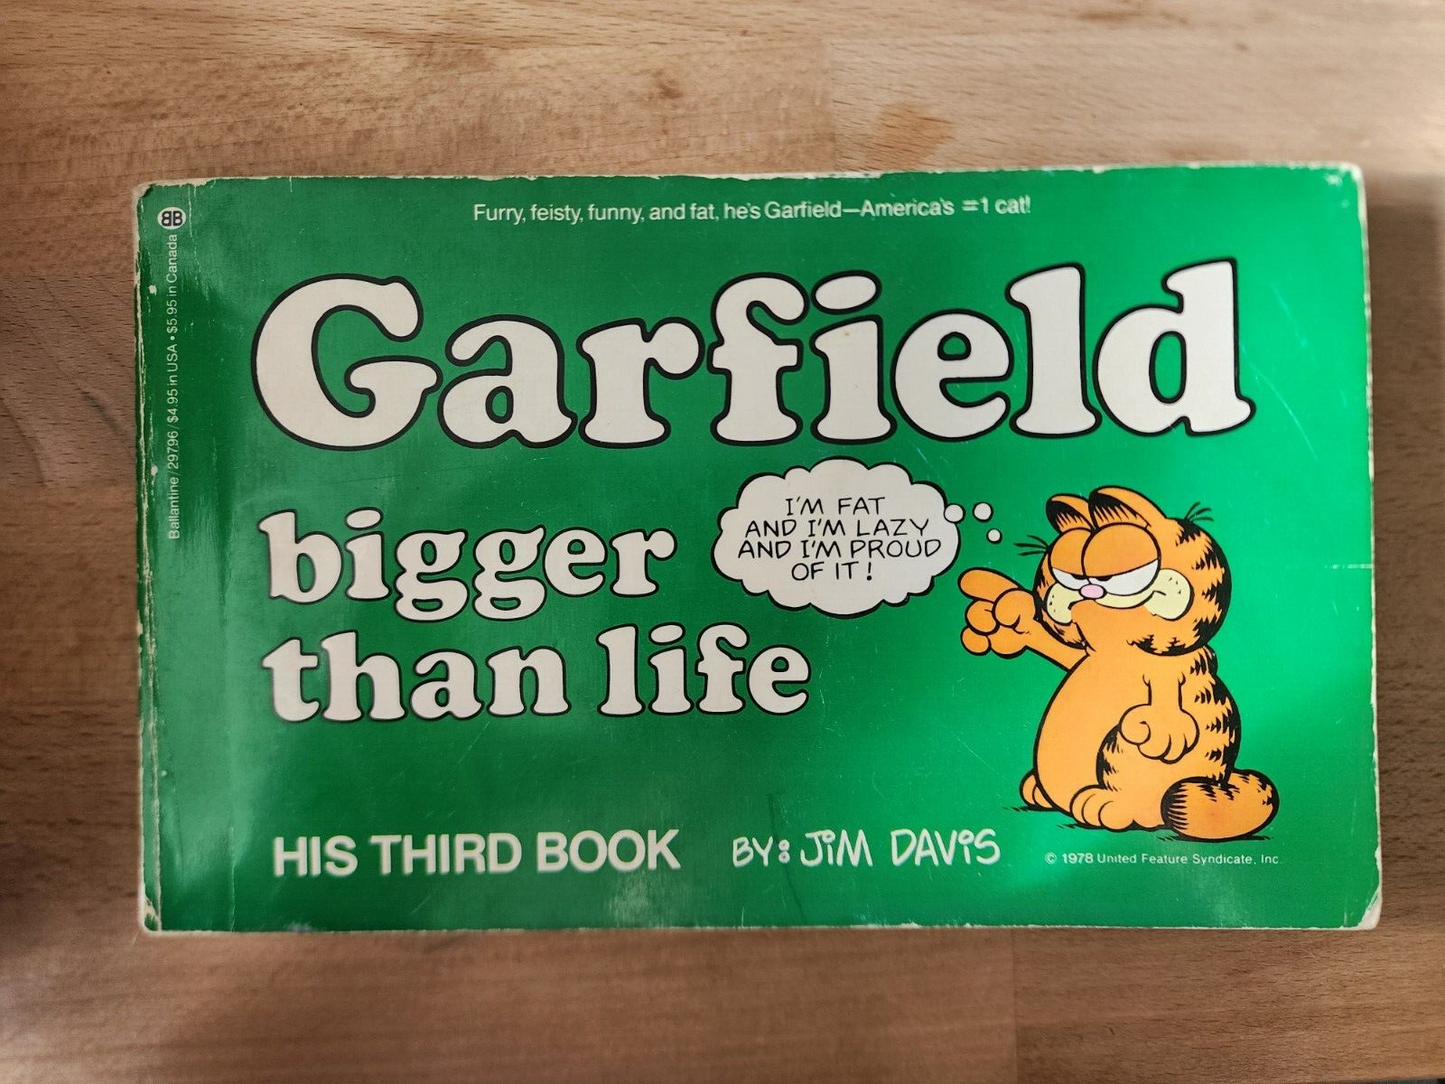 BB
Ballantine/29796/$4.95 in USA • $5.95 in Canada
Furry, feisty, funny, and fat, he's Garfield—America's #1 cat!
Garfield
bigger
than life
I'M FAT
AND I'M LAZY
AND I'M PROUD
OF IT!
HIS THIRD BOOK
BY: JIM DAVIS
© 1978 United Feature Syndicate, Inc.